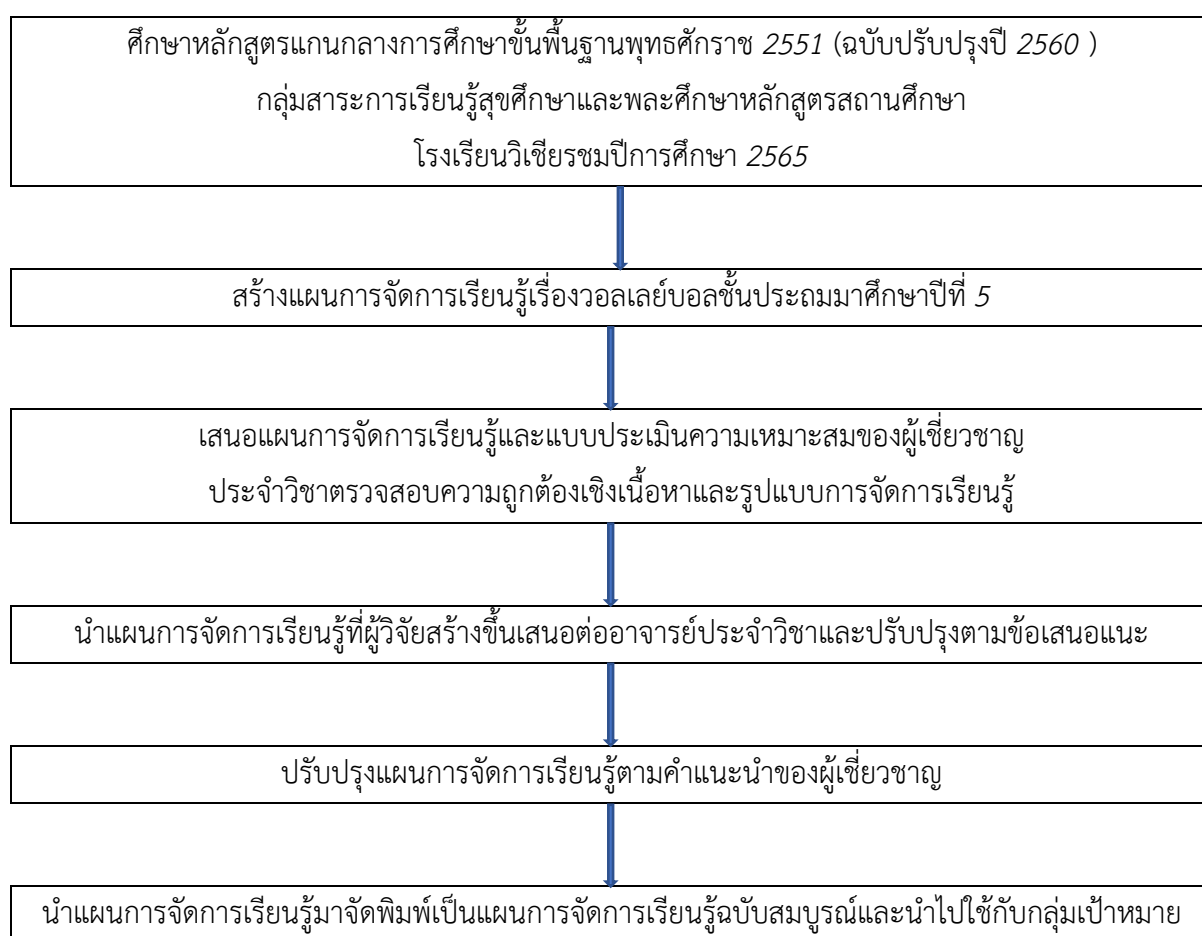 ศึกษาหลักสูตรแกนกลางการศึกษาขั้นพื้นฐานพุทธศักราช 2551 (ฉบับปรับปรุงปี 2560 )
กลุ่มสาระการเรียนรู้สุขศึกษาและพละศึกษาหลักสูตรสถานศึกษา
โรงเรียนวิเชียรชมปีการศึกษา 2565
สร้างแผนการจัดการเรียนรู้เรื่องวอลเลย์บอลชั้นประถมมาศึกษาปีที่ 5
เสนอแผนการจัดการเรียนรู้และแบบประเมินความเหมาะสมของผู้เชี่ยวชาญ
ประจำวิชาตรวจสอบความถูกต้องเชิงเนื้อหาและรูปแบบการจัดการเรียนรู้
นำแผนการจัดการเรียนรู้ที่ผู้วิจัยสร้างขึ้นเสนอต่ออาจารย์ประจำวิชาและปรับปรุงตามข้อเสนอแนะ
ปรับปรุงแผนการจัดการเรียนรู้ตามคำแนะนำของผู้เชี่ยวชาญ
นำแผนการจัดการเรียนรู้มาจัดพิมพ์เป็นแผนการจัดการเรียนรู้ฉบับสมบูรณ์และนำไปใช้กับกลุ่มเป้าหมาย